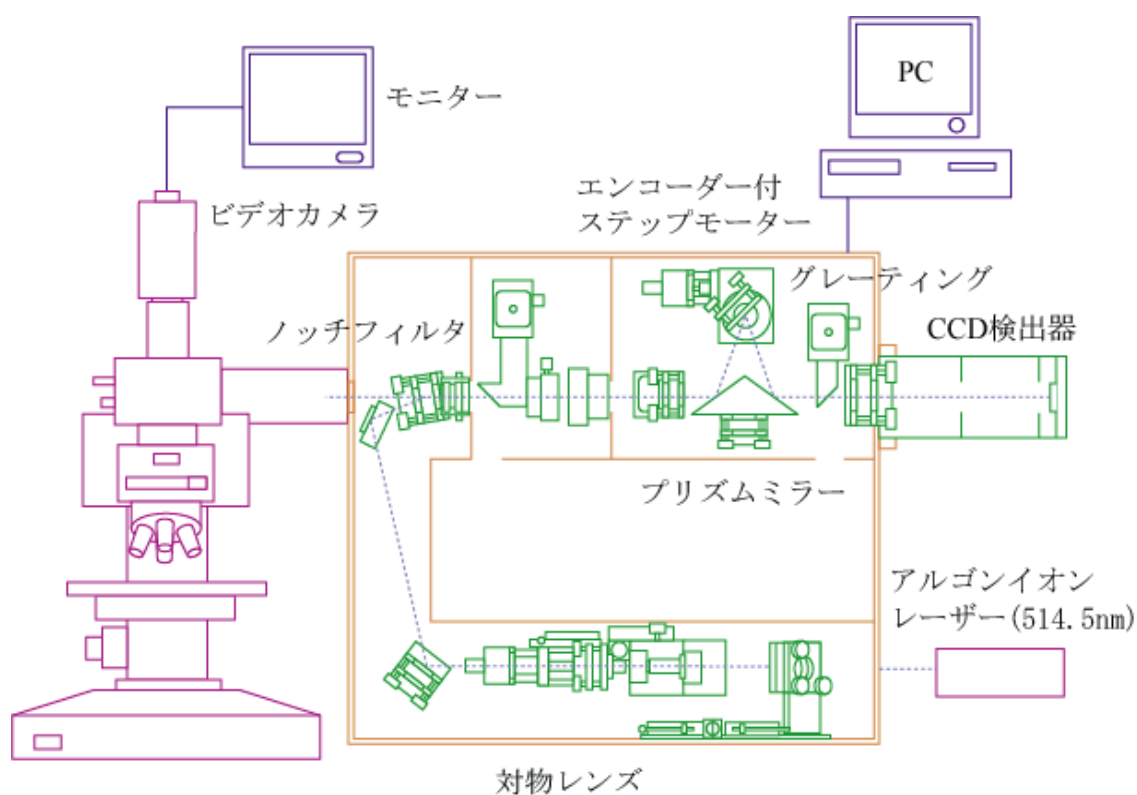 PC
モニター
エンコーダー付
ステップモーター
ビデオカメラ
グレーティング
ノッチフィルタ
CCD検出器
プリズムミラー
アルゴンイオン
レーザー(514.5nm)
対物レンズ